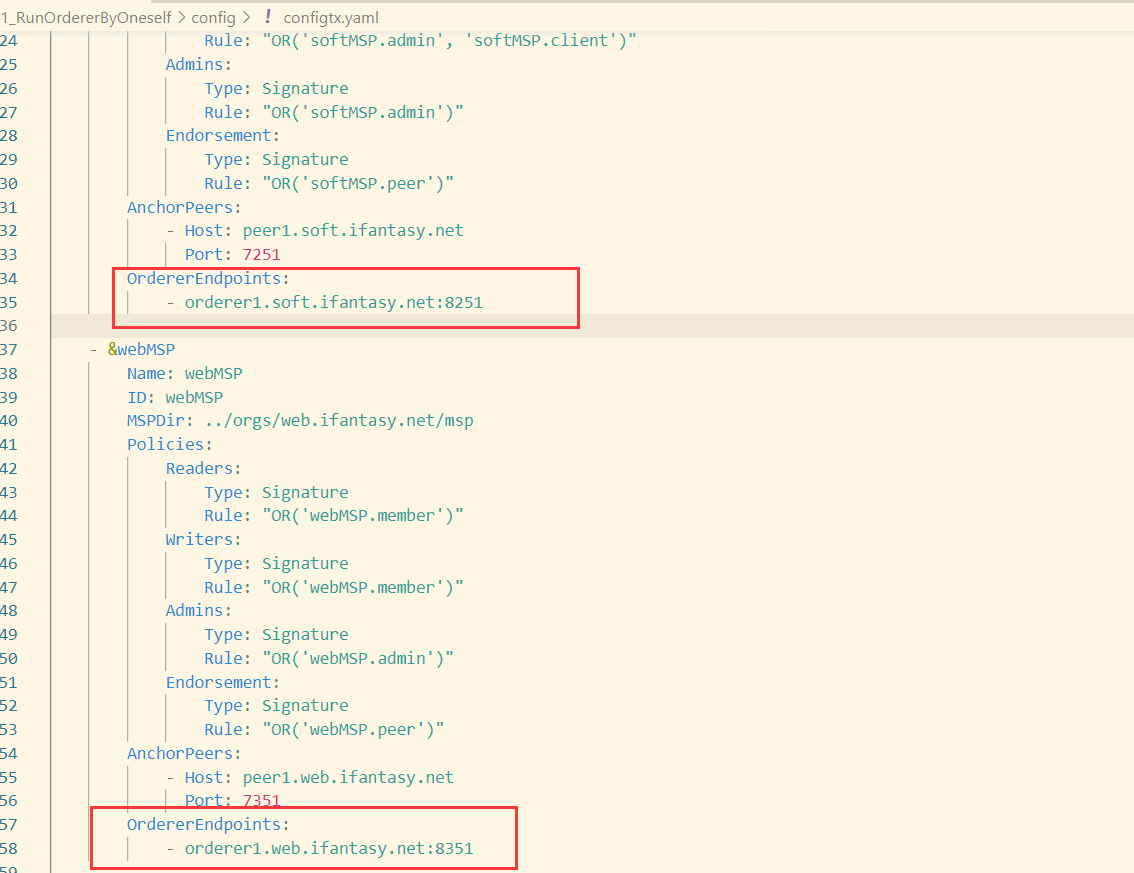 1_RunOrdererByOneself > config > ! configtx.yaml
24 Rule: "OR('softMSP.admin', 'softMSP.client')"
25 Admins:
26 Type: Signature
27 Rule: "OR('softMSP.admin')"
28 Endorsement:
29 Type: Signature
30 Rule: "OR('softMSP.peer')"
31 AnchorPeers:
32 - Host: peer1.soft.ifantasy.net
33 Port: 7251
34 OrdererEndpoints:
35 - orderer1.soft.ifantasy.net:8251
36
37 - &webMSP
38 Name: webMSP
39 ID: webMSP
40 MSPDir: ../orgs/web.ifantasy.net/msp
41 Policies:
42 Readers:
43 Type: Signature
44 Rule: "OR('webMSP.member')"
45 Writers:
46 Type: Signature
47 Rule: "OR('webMSP.member')"
48 Admins:
49 Type: Signature
50 Rule: "OR('webMSP.admin')"
51 Endorsement:
52 Type: Signature
53 Rule: "OR('webMSP.peer')"
54 AnchorPeers:
55 - Host: peer1.web.ifantasy.net
56 Port: 7351
57 OrdererEndpoints:
58 - orderer1.web.ifantasy.net:8351
59